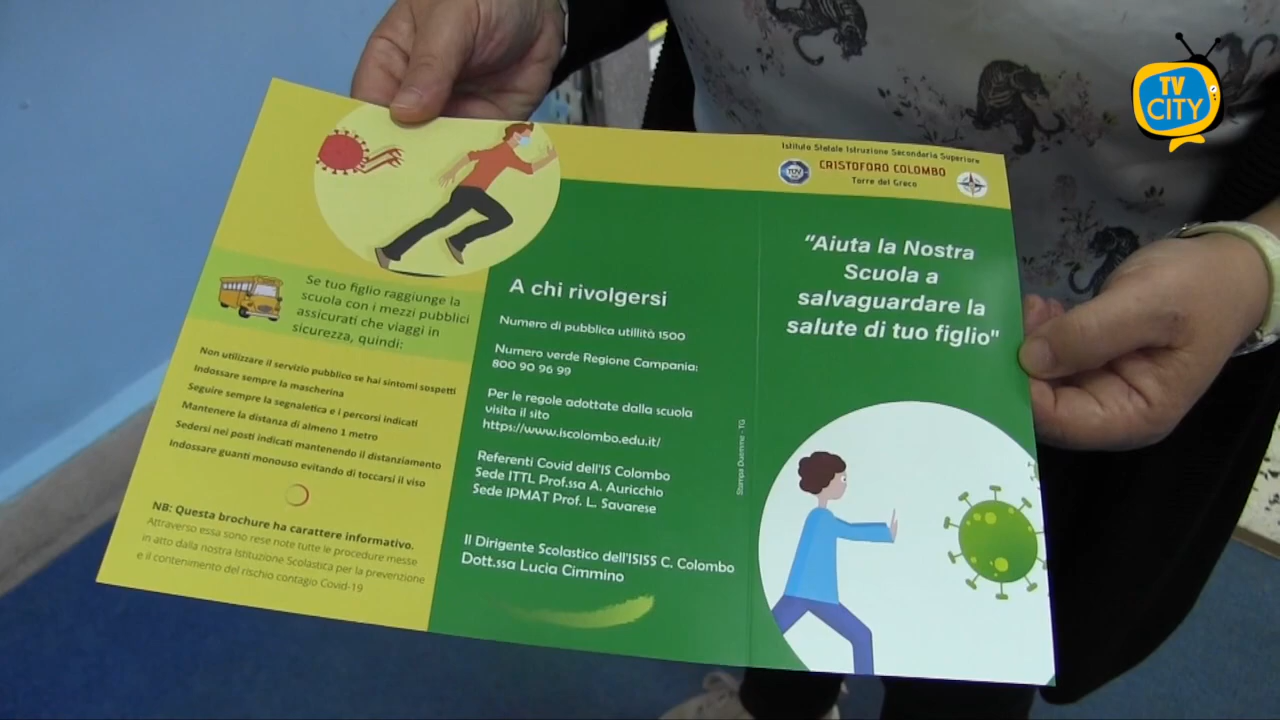 TV
CITY
Se tuo figlio raggiunge la
scuola con i mezzi pubblici
assicurati che viaggi in
sicurezza, quindi:
Non utilizzare il servizio pubblico se hai sintomi sospetti
Indossare sempre la mascherina
Seguire sempre la segnaletica e i percorsi indicati
Mantenere la distanza di almeno 1 metro
Sedersi nei posti indicati mantenendo il distanziamento
Indossare guanti monouso evitando di toccarsi il viso
NB: Questa brochure ha carattere informativo.
Attraverso essa sono rese note tutte le procedure messe
in atto dalla nostra Istituzione Scolastica per la prevenzione
e il contenimento del rischio contagio Covid-19
A chi rivolgersi
Numero di pubblica utillità 1500
Numero verde Regione Campania:
800 90 96 99
Per le regole adottate dalla scuola
visita il sito
https://www.iscolombo.edu.it/
Referenti Covid dell'IS Colombo
Sede ITTL Prof.ssa A. Auricchio
Sede IPMAT Prof. L. Savarese
Il Dirigente Scolastico dell'ISISS C. Colombo
Dott.ssa Lucia Cimmino
Stampa Duemme - TG
Istituto Statale Istruzione Secondaria Superiore
TÜV
CRISTOFORO COLOMBO
Torre del Greco
"Aiuta la Nostra
Scuola a
salvaguardare la
salute di tuo figlio"